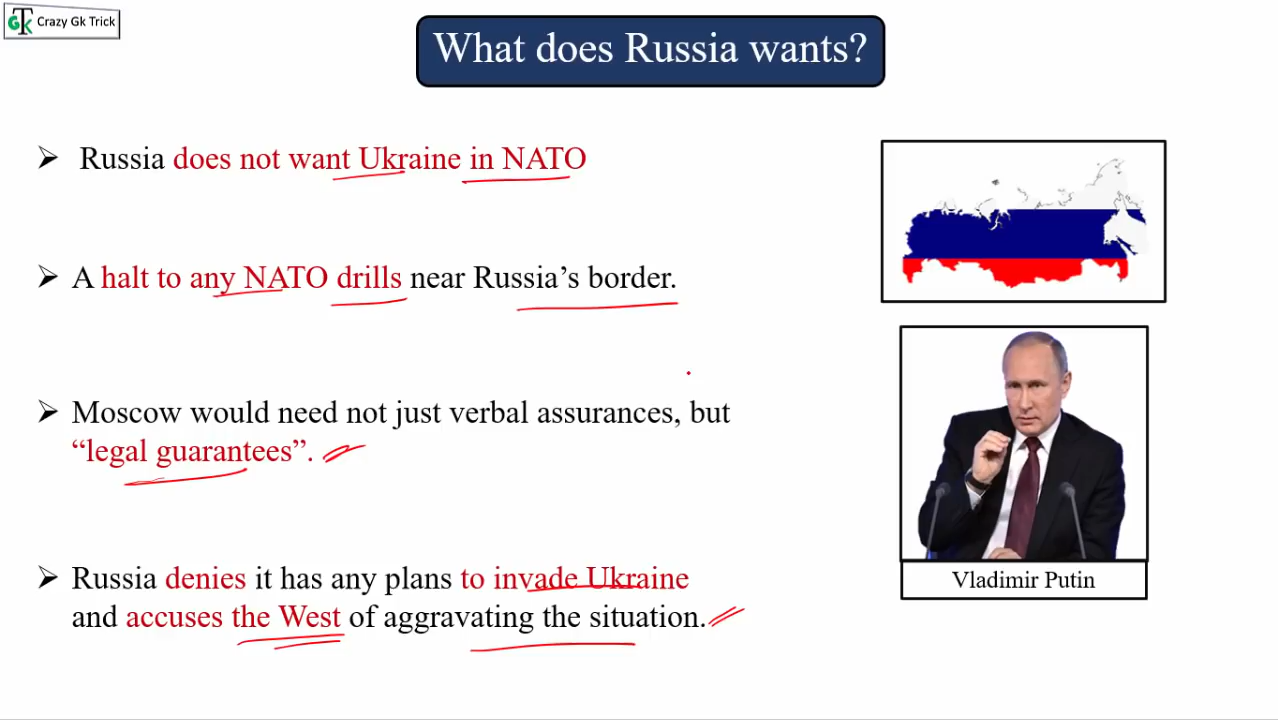 GK Crazy Gk Trick
What does Russia wants?
Russia does not want Ukraine in NATO
A halt to any NATO drills near Russia's border.
Moscow would need not just verbal assurances, but
“legal guarantees”.
Russia denies it has any plans to invade Ukraine
and accuses the West of aggravating the situation.
Vladimir Putin